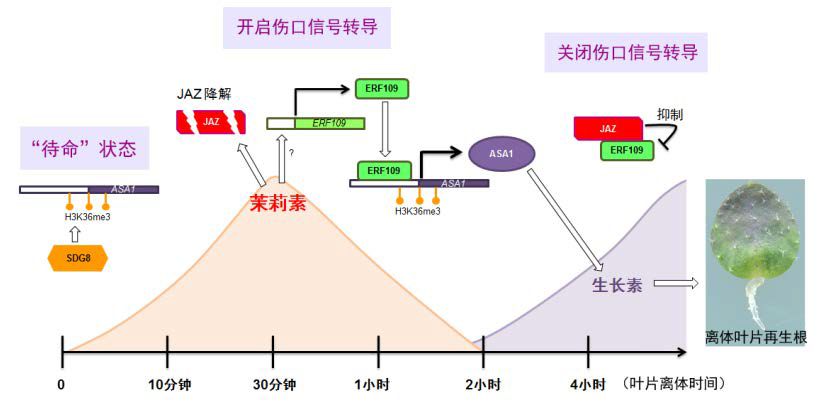 开启伤口信号转导
关闭伤口信号转导
“待命”状态
JAZ 降解
JAZ
ERF109
ERF109
?
ERF109
ASA1
H3K36me3
ASA1
JAZ
ERF109
抑制
ASA1
H3K36me3
SDG8
茉莉素
生长素
离体叶片再生根
0
10分钟
30分钟
1小时
2小时
4小时
（叶片离体时间）